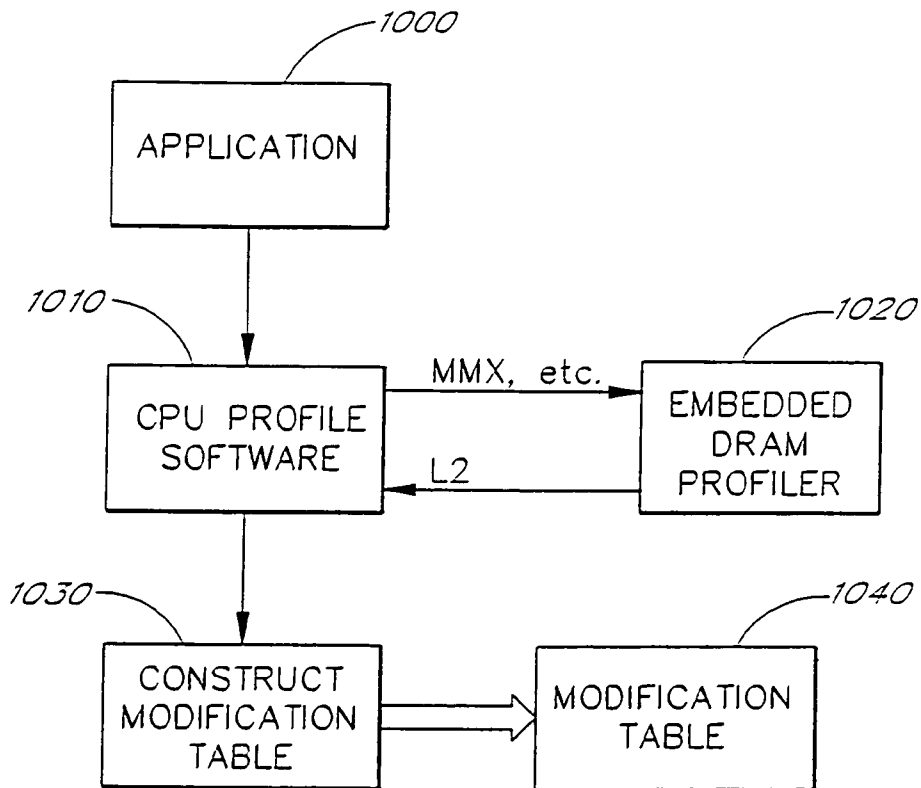 1000
APPLICATION
1010
1020
CPU PROFILE
SOFTWARE
MMX, etc.
L2
EMBEDDED
DRAM
PROFILER
1030
1040
CONSTRUCT
MODIFICATION
TABLE
MODIFICATION
TABLE